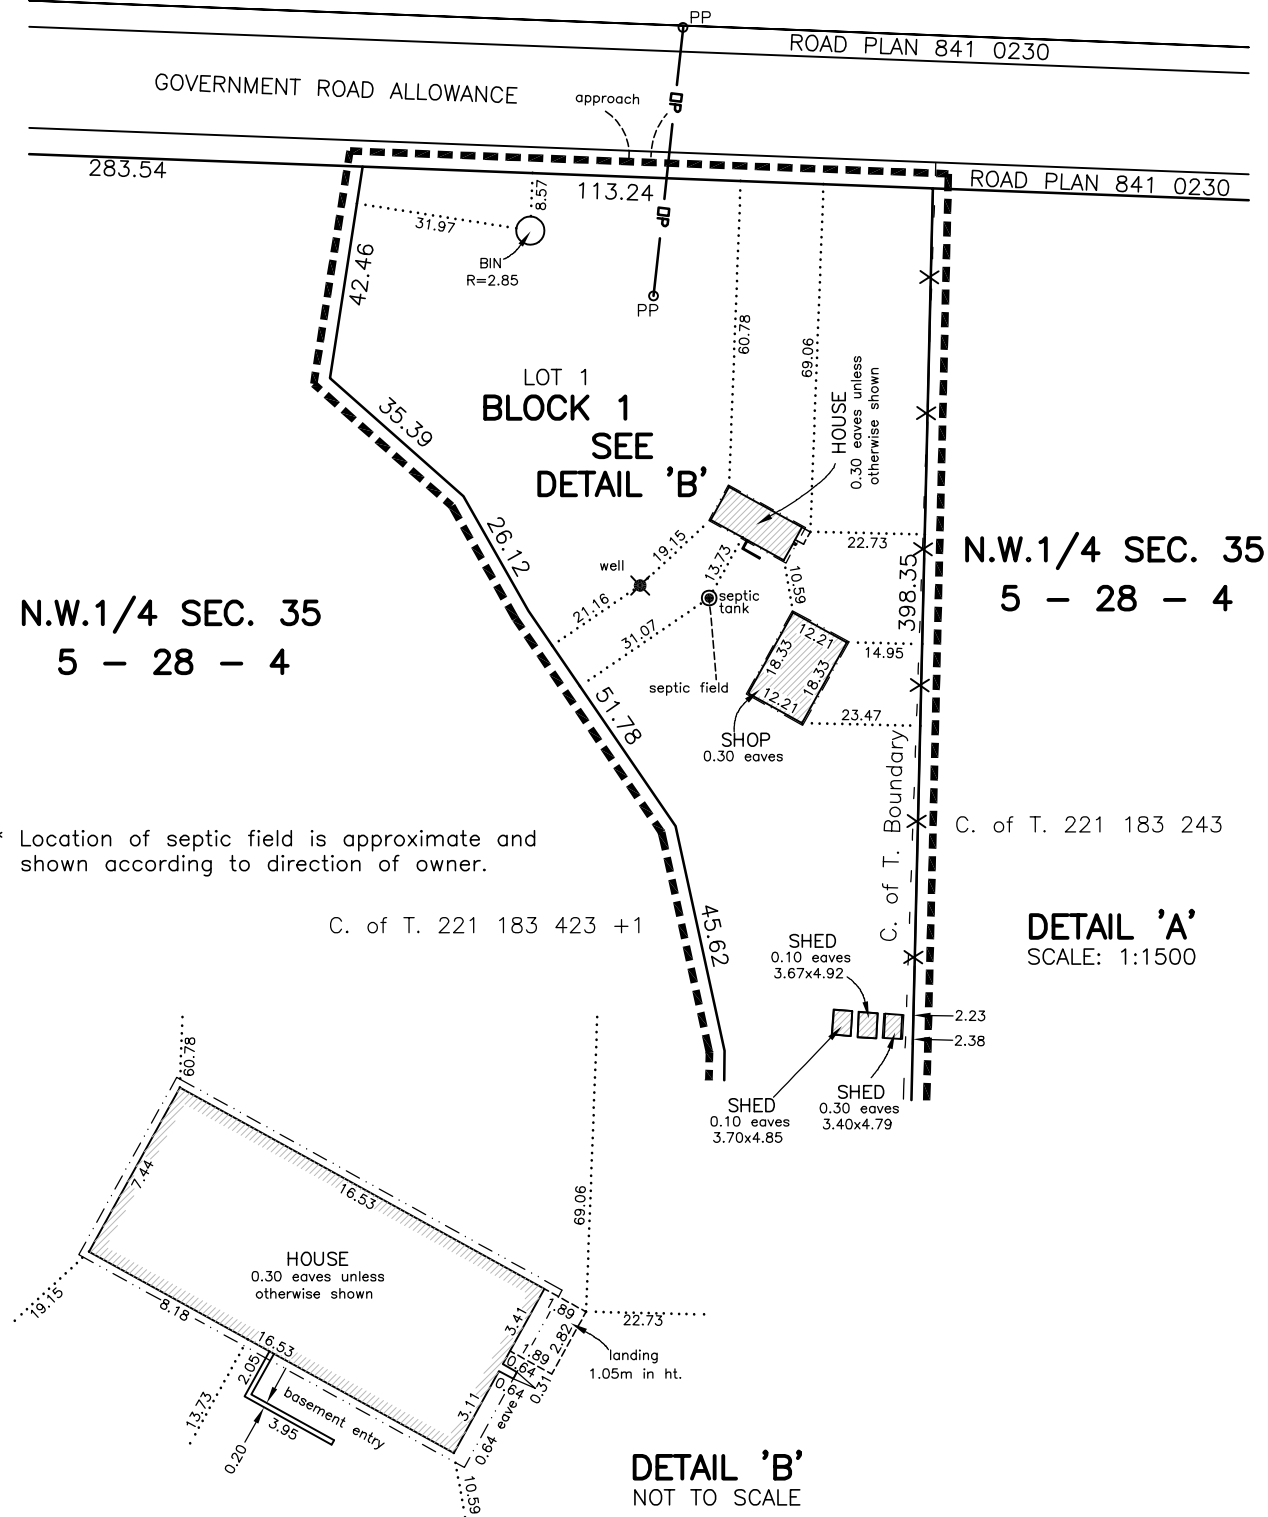 PP
ROAD PLAN 841 0230
GOVERNMENT ROAD ALLOWANCE
approach
283.54
113.24
ROAD PLAN 841 0230
8.57
31.97
BIN
R=2.85
42.46
PP
60.78
69.06
LOT 1
BLOCK 1
SEE
DETAIL 'B'
HOUSE
0.30 eaves unless
otherwise shown
35.39
26.12
19.15
13.73
22.73
398.35
N.W.1/4 SEC. 35
5 - 28 - 4
well
septic
tank
10.59
21.16
31.07
N.W.1/4 SEC. 35
5 - 28 - 4
12.21
18.33
18.33
12.21
14.95
septic field
51.78
23.47
SHOP
0.30 eaves
C. of T. Boundary
C. of T. 221 183 243
* Location of septic field is approximate and
shown according to direction of owner.
C. of T. 221 183 423 +1
45.62
DETAIL 'A'
SCALE: 1:1500
SHED
0.10 eaves
3.67x4.92
2.23
2.38
SHED
0.10 eaves
3.70x4.85
SHED
0.30 eaves
3.40x4.79
60.78
7.44
16.53
69.06
HOUSE
0.30 eaves unless
otherwise shown
19.15
8.18
16.53
3.41
1.89
2.82
22.73
landing
1.05m in ht.
1.89
0.64
0.64
0.31
2.05
basement entry
3.11
0.64 eave
13.73
3.95
0.20
10.59
DETAIL 'B'
NOT TO SCALE